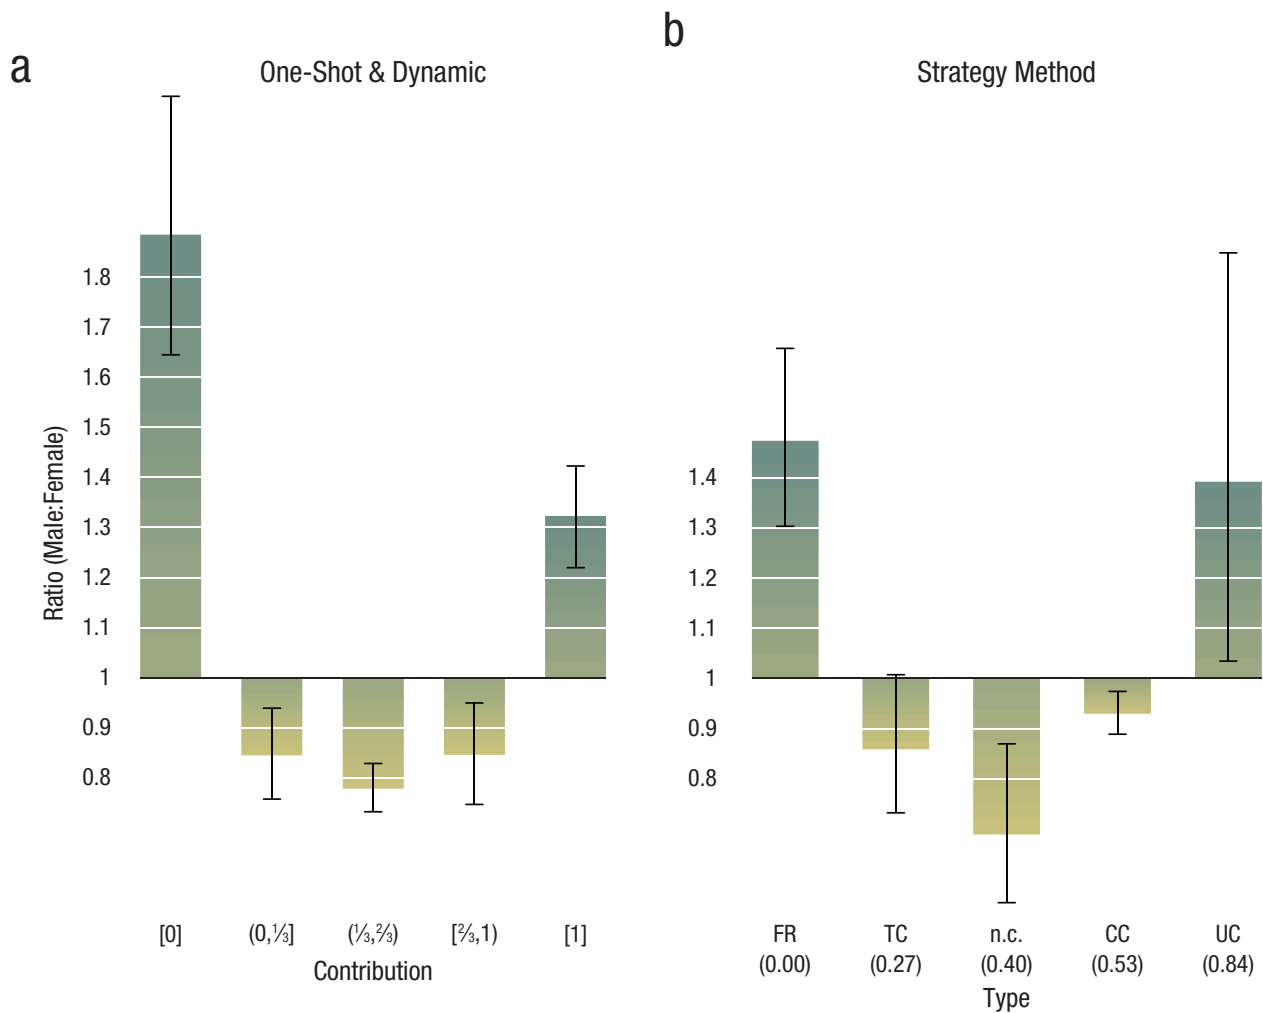 a
One-Shot & Dynamic
Ratio (Male:Female)
1.8
1.7
1.6
1.5
1.4
1.3
1.2
1.1
1
0.9
0.8
[0] (0,⅓] (⅓,⅔) [⅔,1) [1]
Contribution
b
Strategy Method
1.4
1.3
1.2
1.1
1
0.9
0.8
FR TC n.c. CC UC
(0.00) (0.27) (0.40) (0.53) (0.84)
Type